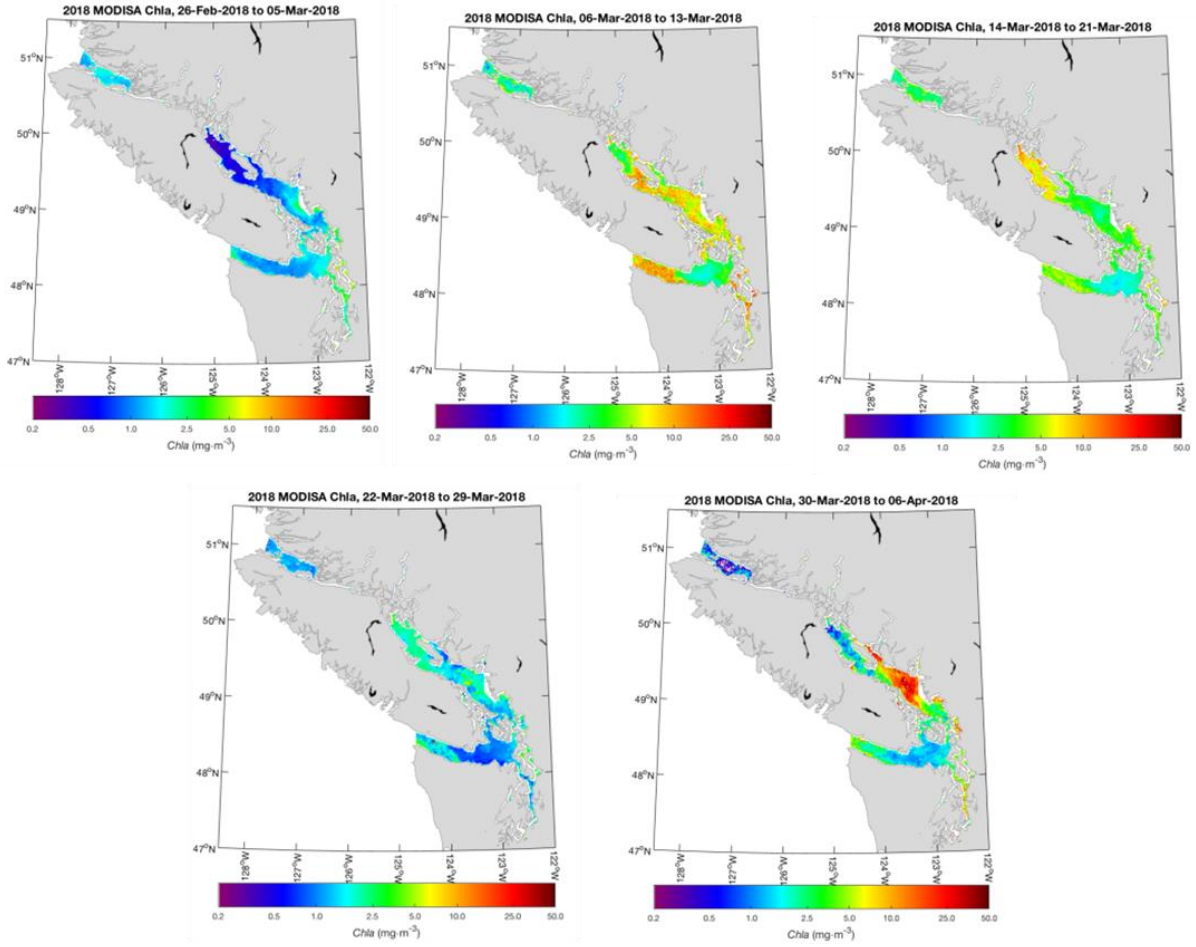 2018 MODISA Chla, 26-Feb-2018 to 05-Mar-2018
51°N
50°N
49°N
48°N
47°N
128°W
127°W
126°W
125°W
124°W
123°W
122°W
0.2 0.5 1.0 2.5 5.0 10.0 25.0 50.0
Chla (mg·m⁻³)
2018 MODISA Chla, 06-Mar-2018 to 13-Mar-2018
51°N
50°N
49°N
48°N
47°N
128°W
127°W
126°W
125°W
124°W
123°W
122°W
0.2 0.5 1.0 2.5 5.0 10.0 25.0 50.0
Chla (mg·m⁻³)
2018 MODISA Chla, 14-Mar-2018 to 21-Mar-2018
51°N
50°N
49°N
48°N
47°N
128°W
127°W
126°W
125°W
124°W
123°W
122°W
0.2 0.5 1.0 2.5 5.0 10.0 25.0 50.0
Chla (mg·m⁻³)
2018 MODISA Chla, 22-Mar-2018 to 29-Mar-2018
51°N
50°N
49°N
48°N
47°N
128°W
127°W
126°W
125°W
124°W
123°W
122°W
0.2 0.5 1.0 2.5 5.0 10.0 25.0 50.0
Chla (mg·m⁻³)
2018 MODISA Chla, 30-Mar-2018 to 06-Apr-2018
51°N
50°N
49°N
48°N
47°N
128°W
127°W
126°W
125°W
124°W
123°W
122°W
0.2 0.5 1.0 2.5 5.0 10.0 25.0 50.0
Chla (mg·m⁻³)